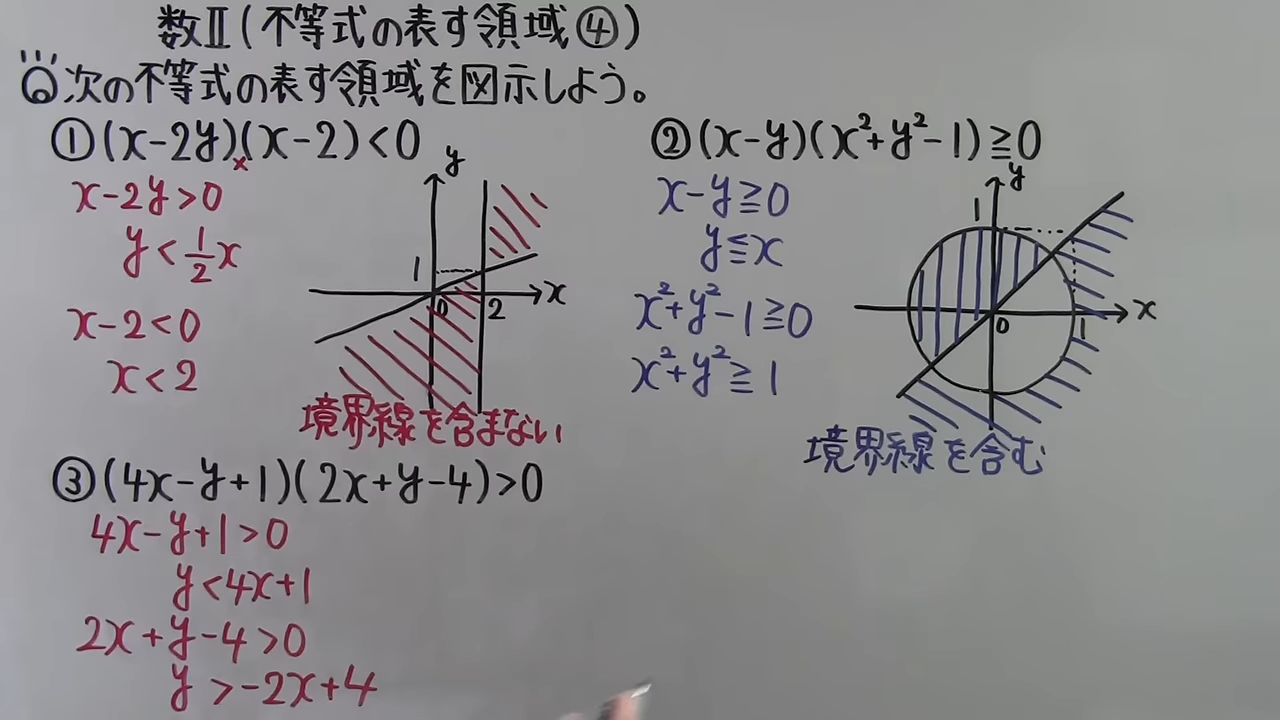 数Ⅱ(不等式の表す領域④)
Q次の不等式の表す領域を図示しよう。
①(x-2y)(x-2)<0
×
x-2y>0
y<1/2x
x-2<0
x<2
y
1
0
2
x
境界線を含まない
②(x-y)(x²+y²-1)≧0
x-y≧0
y≦x
x²+y²-1≧0
x²+y²≧1
y
1
0
1
x
境界線を含む
③(4x-y+1)(2x+y-4)>0
4x-y+1>0
y<4x+1
2x+y-4>0
y>-2x+4